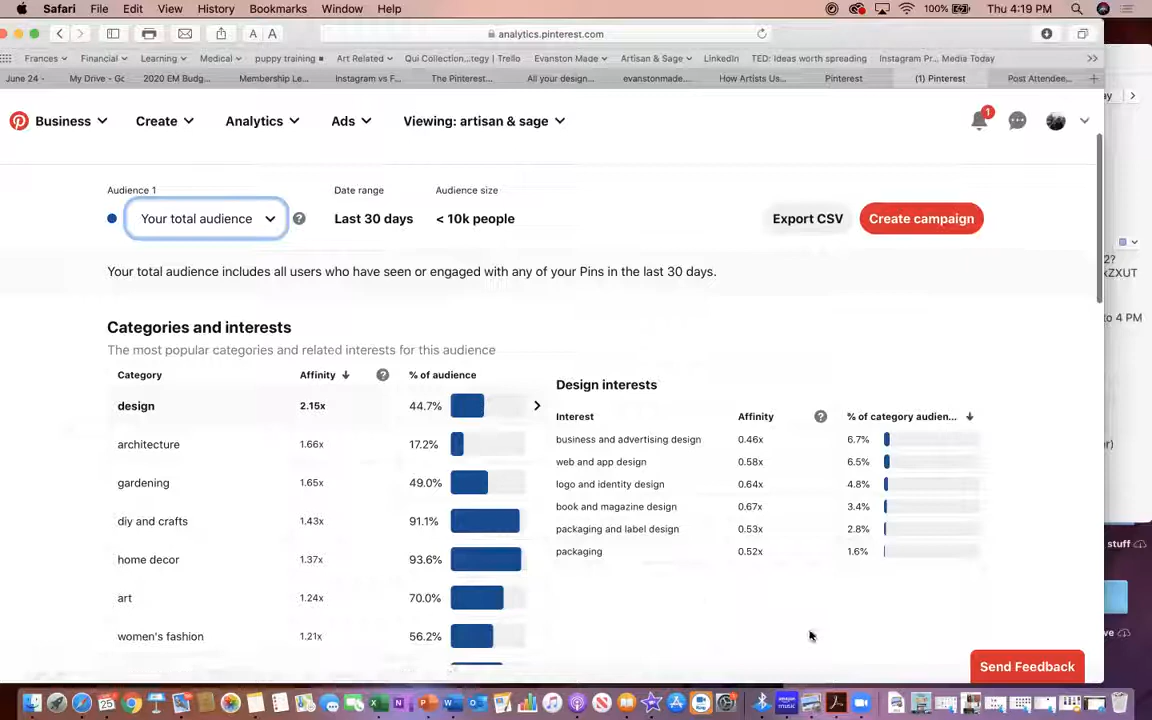 Safari File Edit View History Bookmarks Window Help 100% Thu 4:19 PM
A A analytics.pinterest.com
Frances Financial Learning Medical puppy training Art Related Qui Collection...tegy | Trello Evanston Made Artisan & Sage LinkedIn TED: Ideas worth spreading Instagram Pr... Media Today >>
June 24 - My Drive - Go 2020 EM Budg... Membership Le... Instagram vs F... The Pinterest... All your design... evanstonmade... How Artists Us... Pinterest (1) Pinterest Post Attendee... +
Business Create Analytics Ads Viewing: artisan & sage 1
Audience 1 Date range Audience size
Your total audience ? Last 30 days < 10k people Export CSV Create campaign
Your total audience includes all users who have seen or engaged with any of your Pins in the last 30 days.
Categories and interests
The most popular categories and related interests for this audience
Category Affinity ? % of audience
design 2.15x 44.7%
architecture 1.66x 17.2%
gardening 1.65x 49.0%
diy and crafts 1.43x 91.1%
home decor 1.37x 93.6%
art 1.24x 70.0%
women's fashion 1.21x 56.2%
Design interests
Interest Affinity ? % of category audien...
business and advertising design 0.46x 6.7%
web and app design 0.58x 6.5%
logo and identity design 0.64x 4.8%
book and magazine design 0.67x 3.4%
packaging and label design 0.53x 2.8%
packaging 0.52x 1.6%
Send Feedback
2?
kZXUT
to 4 PM
stuff